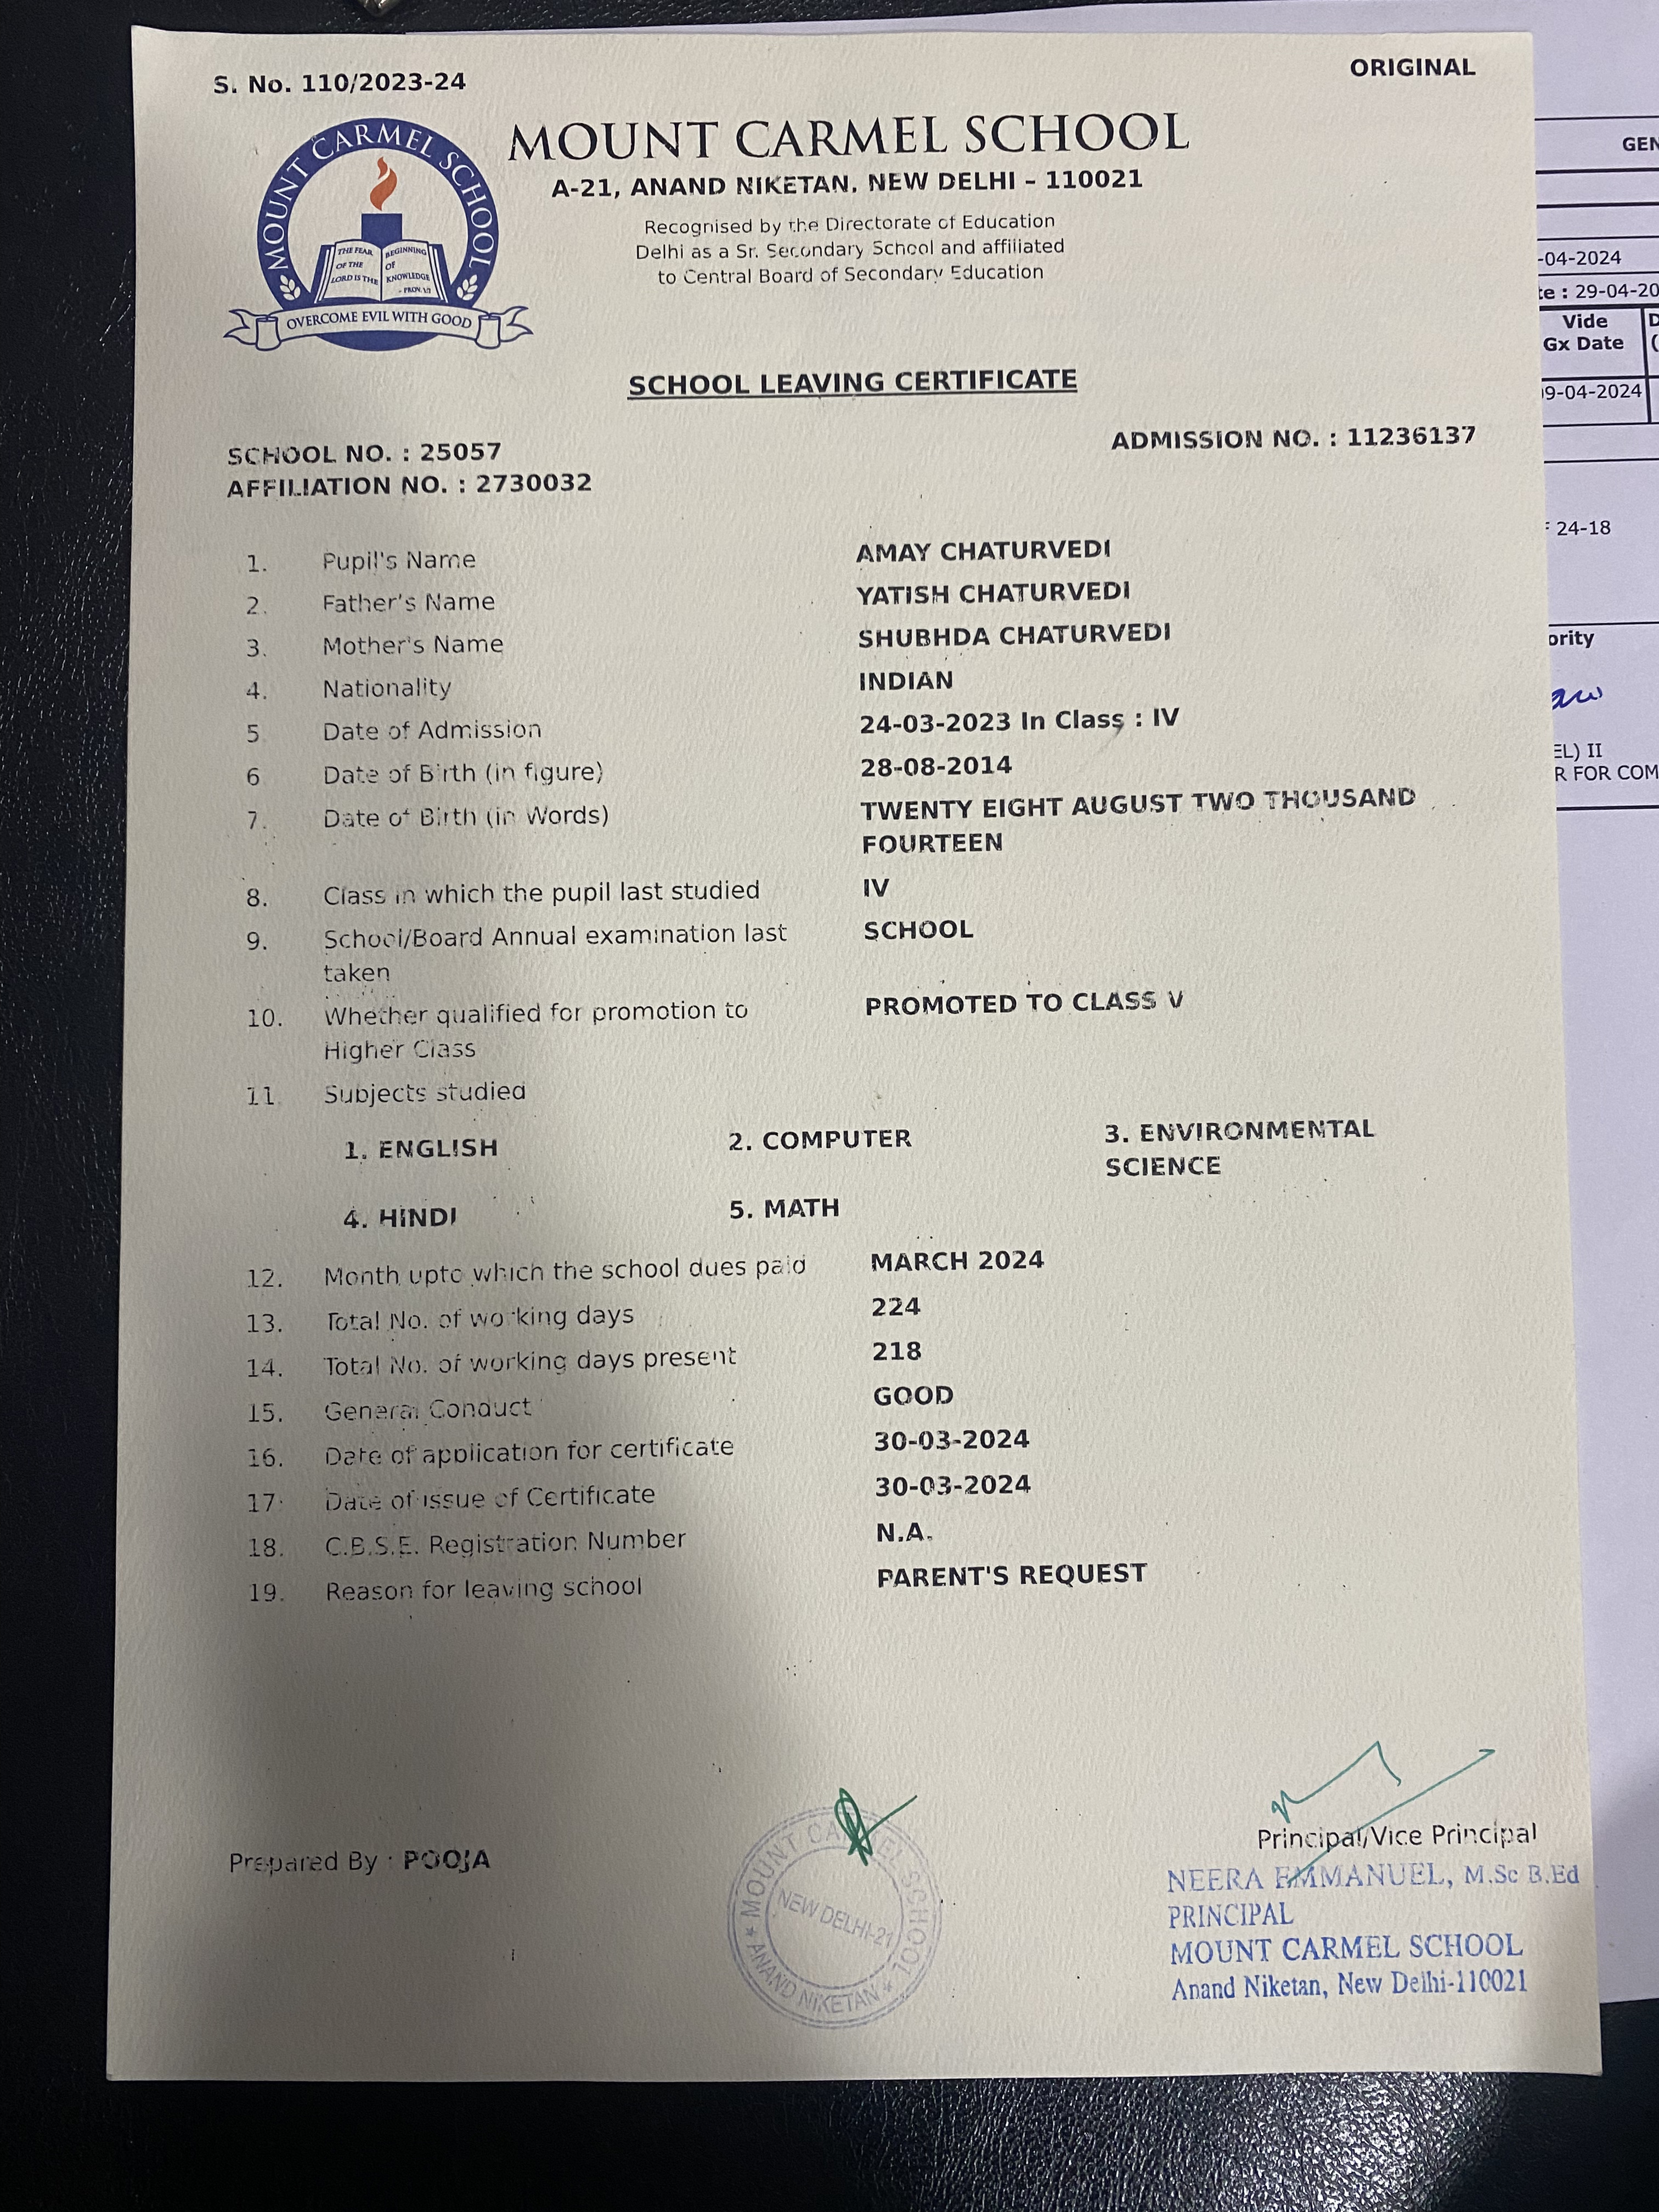 S. No. 110/2023-24
ORIGINAL
MOUNT CARMEL SCHOOL
THE FEAR OF THE LORD IS THE
BEGINNING OF KNOWLEDGE
- PROV. 1:7
OVERCOME EVIL WITH GOOD
MOUNT CARMEL SCHOOL
A-21, ANAND NIKETAN, NEW DELHI – 110021
Recognised by the Directorate of Education
Delhi as a Sr. Secondary School and affiliated
to Central Board of Secondary Education
SCHOOL LEAVING CERTIFICATE
SCHOOL NO. : 25057
ADMISSION NO. : 11236137
AFFILIATION NO. : 2730032
1. Pupil's Name AMAY CHATURVEDI
2. Father's Name YATISH CHATURVEDI
3. Mother's Name SHUBHDA CHATURVEDI
4. Nationality INDIAN
5 Date of Admission 24-03-2023 In Class : IV
6 Date of Birth (in figure) 28-08-2014
7. Date of Birth (in Words) TWENTY EIGHT AUGUST TWO THOUSAND
FOURTEEN
8. Class in which the pupil last studied IV
9. School/Board Annual examination last SCHOOL
taken
10. Whether qualified for promotion to PROMOTED TO CLASS V
Higher Class
11 Subjects studied
1. ENGLISH 2. COMPUTER 3. ENVIRONMENTAL
SCIENCE
4. HINDI 5. MATH
12. Month upto which the school dues paid MARCH 2024
13. Total No. of working days 224
14. Total No. of working days present 218
15. General Conduct GOOD
16. Date of application for certificate 30-03-2024
17. Date of issue of Certificate 30-03-2024
18. C.B.S.E. Registration Number N.A.
19. Reason for leaving school PARENT'S REQUEST
Prepared By : POOJA
MOUNT CARMEL SCHOOL
NEW DELHI-21
* ANAND NIKETAN *
Principal/Vice Principal
NEERA EMMANUEL, M.Sc B.Ed
PRINCIPAL
MOUNT CARMEL SCHOOL
Anand Niketan, New Delhi-110021
GEN
-04-2024
te : 29-04-20
Vide
Gx Date
09-04-2024
F 24-18
ority
EL) II
R FOR COM